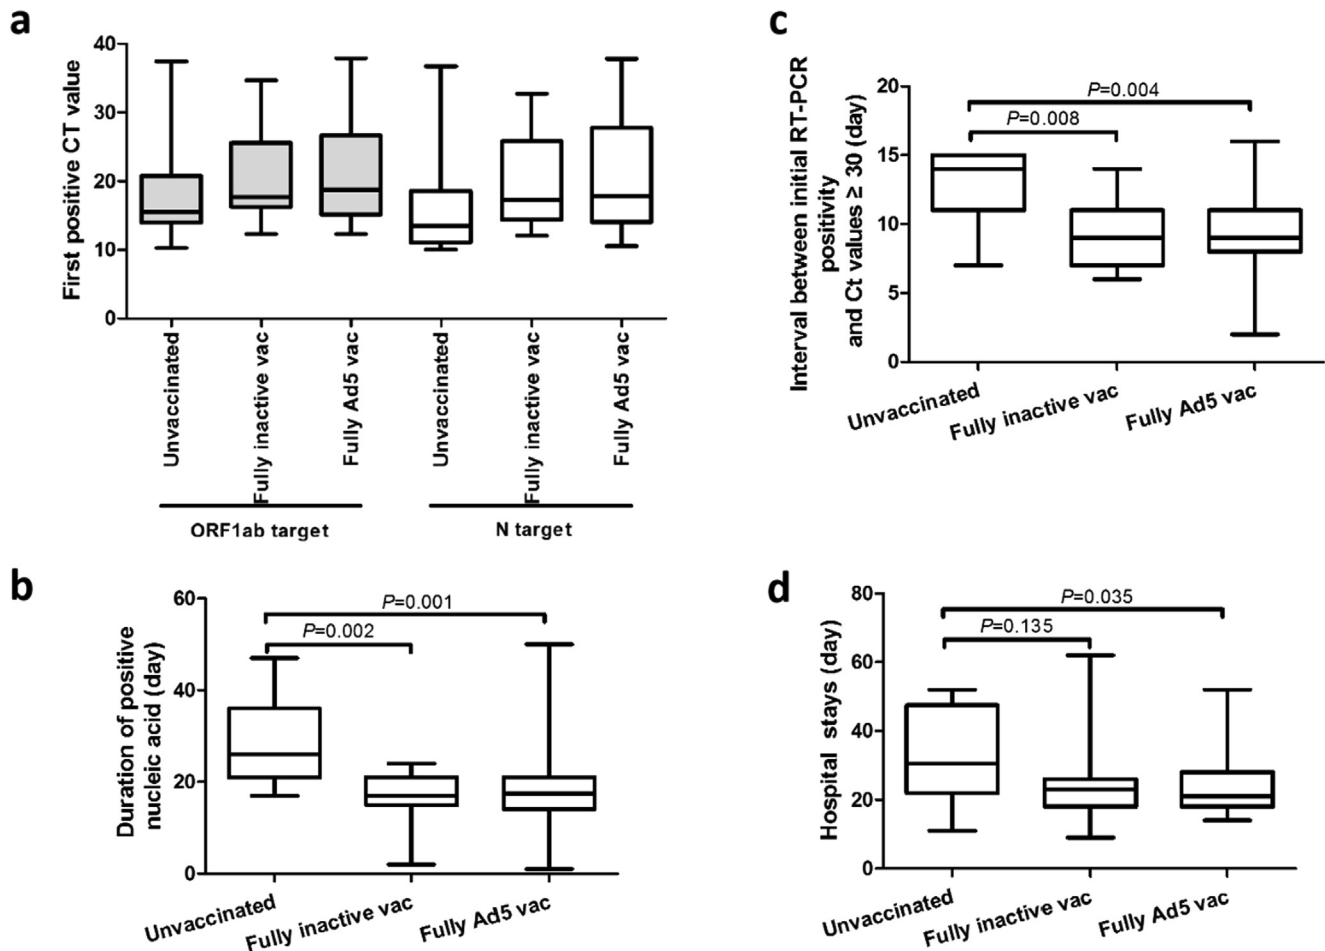 a
First positive CT value
40
30
20
10
0
Unvaccinated
Fully inactive vac
Fully Ad5 vac
Unvaccinated
Fully inactive vac
Fully Ad5 vac
ORF1ab target
N target
c
Interval between initial RT-PCR
positivity
and Ct values ≥ 30 (day)
20
15
10
5
0
P=0.004
P=0.008
Unvaccinated
Fully inactive vac
Fully Ad5 vac
b
Duration of positive
nucleic acid (day)
60
40
20
0
P=0.001
P=0.002
Unvaccinated
Fully inactive vac
Fully Ad5 vac
d
Hospital stays (day)
80
60
40
20
0
P=0.035
P=0.135
Unvaccinated
Fully inactive vac
Fully Ad5 vac